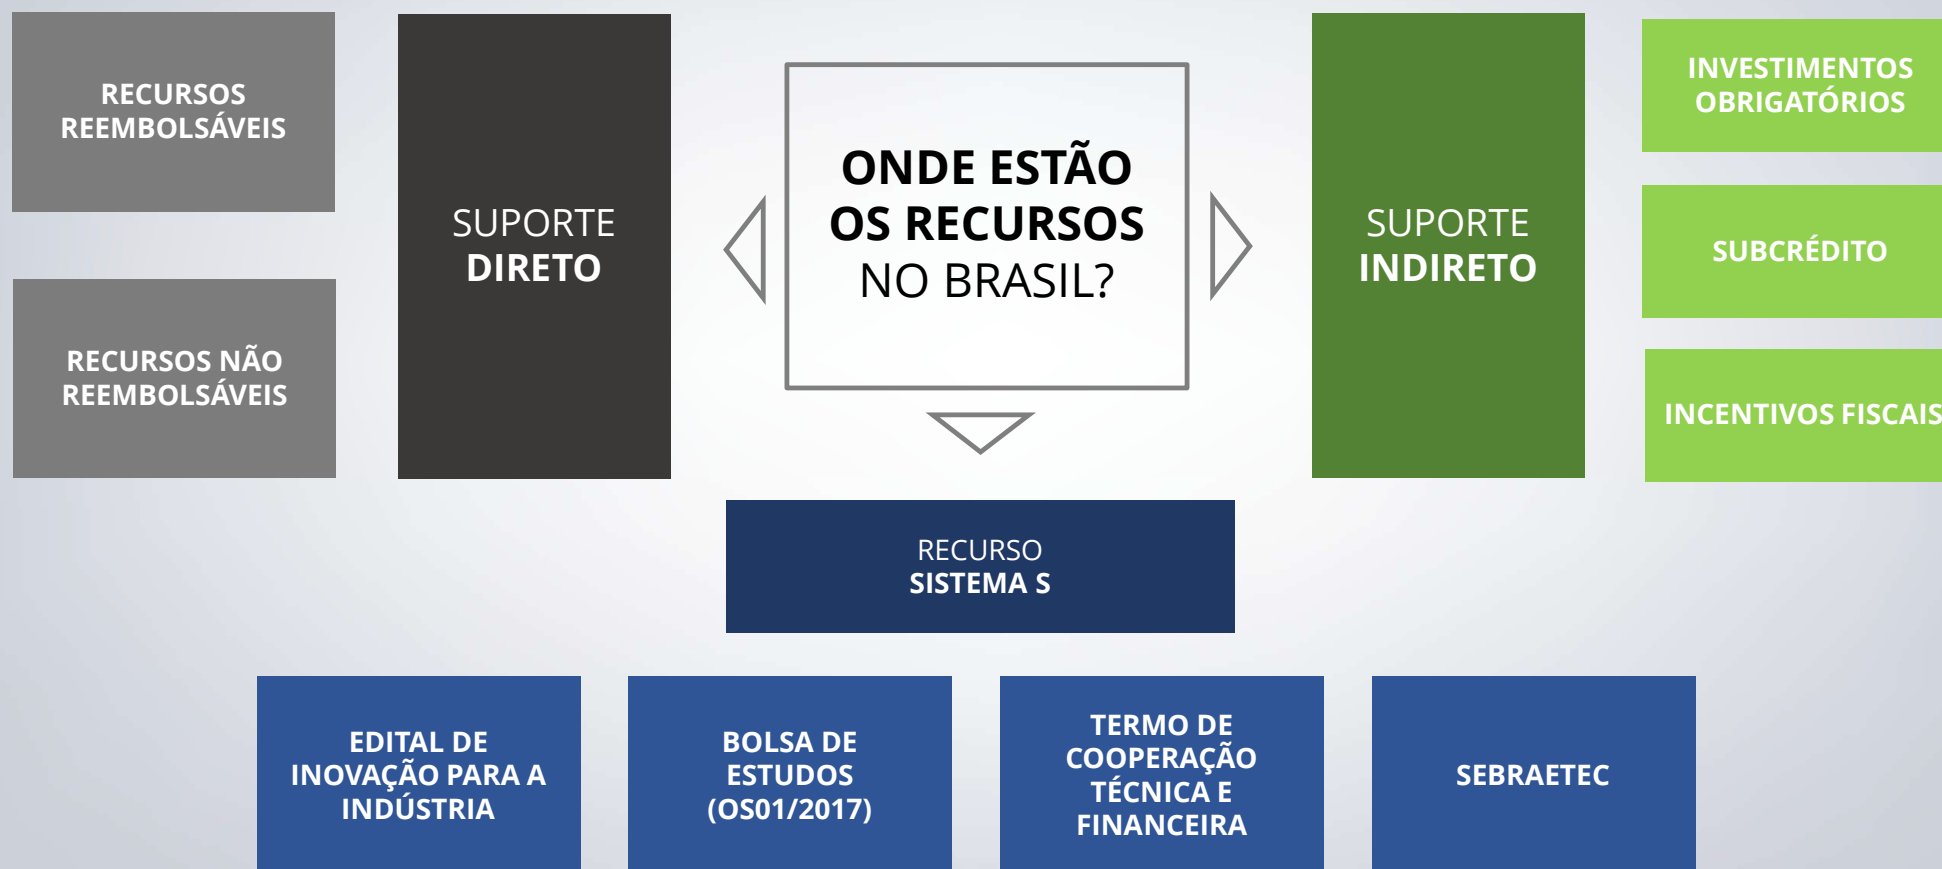 RECURSOS
REEMBOLSÁVEIS
RECURSOS NÃO
REEMBOLSÁVEIS
SUPORTE
DIRETO
ONDE ESTÃO
OS RECURSOS
NO BRASIL?
SUPORTE
INDIRETO
INVESTIMENTOS
OBRIGATÓRIOS
SUBCRÉDITO
INCENTIVOS FISCAIS
RECURSO
SISTEMA S
EDITAL DE
INOVAÇÃO PARA A
INDÚSTRIA
BOLSA DE
ESTUDOS
(OS01/2017)
TERMO DE
COOPERAÇÃO
TÉCNICA E
FINANCEIRA
SEBRAETEC